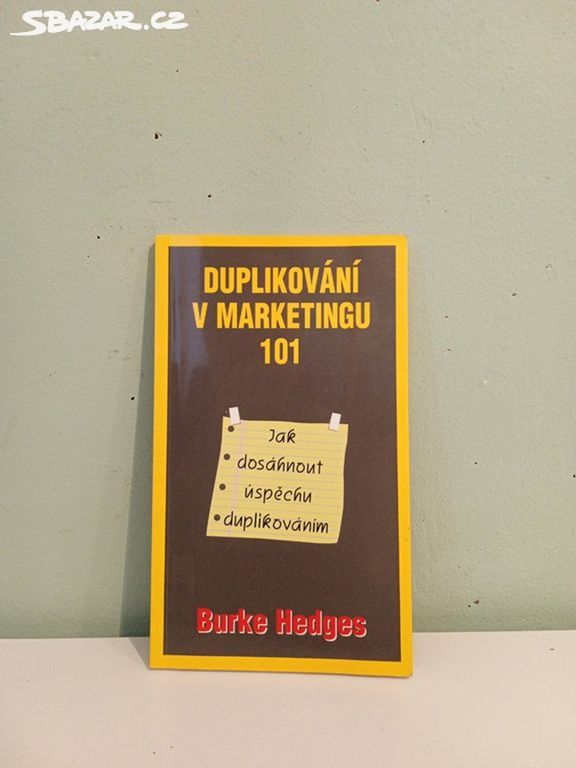 SBAZAR.CZ
DUPLIKOVÁNÍ
V MARKETINGU
101
Jak
dosáhnout
úspěchu
duplikováním
Burke Hedges